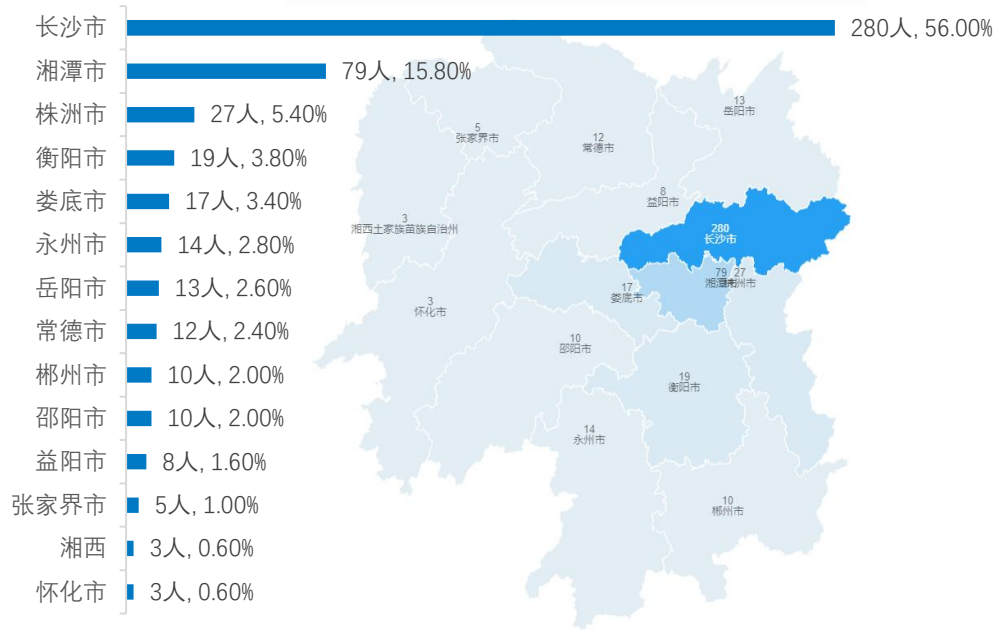 长沙市
280人, 56.00%
湘潭市
79人, 15.80%
株洲市
27人, 5.40%
衡阳市
19人, 3.80%
娄底市
17人, 3.40%
永州市
14人, 2.80%
岳阳市
13人, 2.60%
常德市
12人, 2.40%
郴州市
10人, 2.00%
邵阳市
10人, 2.00%
益阳市
8人, 1.60%
张家界市
5人, 1.00%
湘西
3人, 0.60%
怀化市
3人, 0.60%
13
岳阳市
5
张家界市
12
常德市
8
益阳市
3
湘西土家族苗族自治州
280
长沙市
79
湘潭市
27
株洲市
17
娄底市
3
怀化市
10
邵阳市
19
衡阳市
14
永州市
10
郴州市